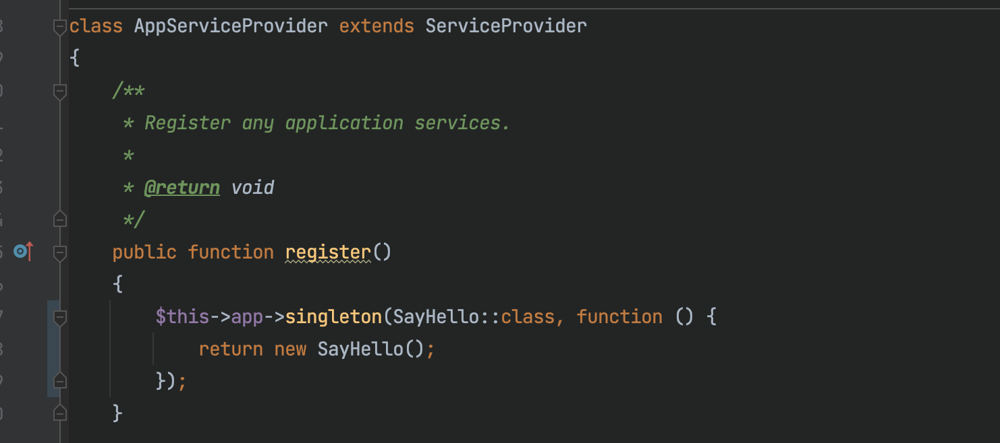 class AppServiceProvider extends ServiceProvider
{
/**
* Register any application services.
*
* @return void
*/
public function register()
{
$this->app->singleton(SayHello::class, function () {
return new SayHello();
});
}